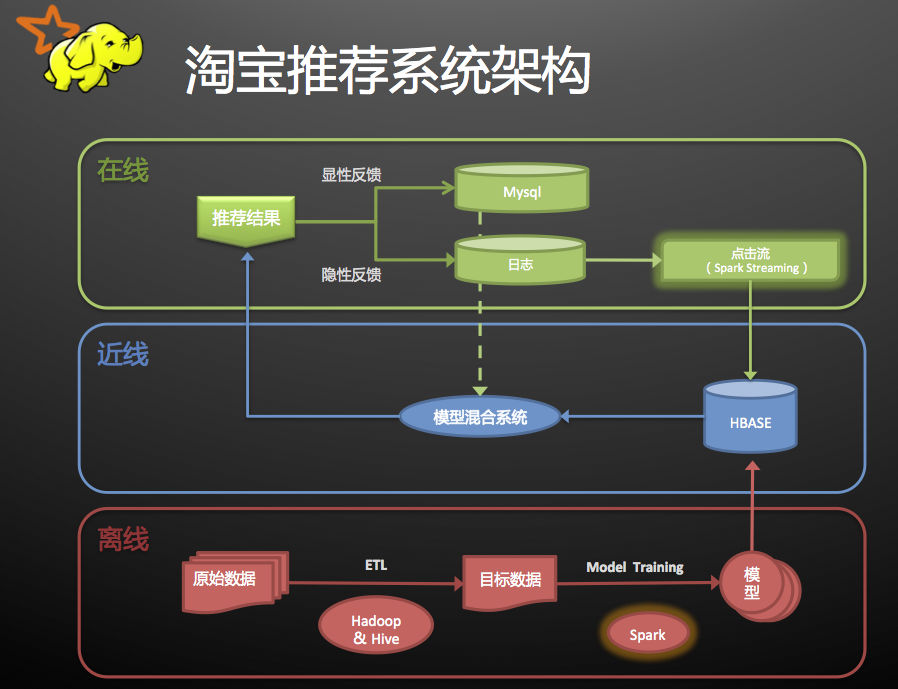 淘宝推荐系统架构
在线
显性反馈
Mysql
推荐结果
隐性反馈
日志
点击流
（Spark Streaming）
近线
模型混合系统
HBASE
离线
原始数据
ETL
Hadoop
& Hive
目标数据
Model Training
Spark
模
型